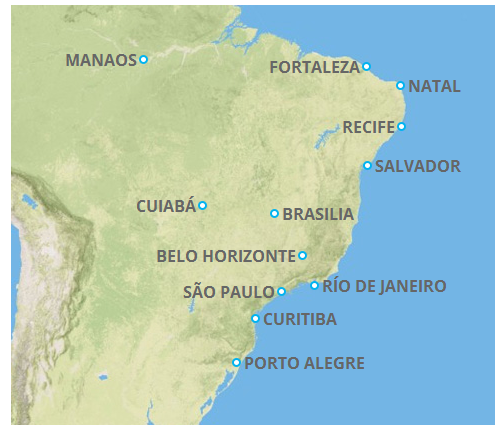 MANAOS
FORTALEZA
NATAL
RECIFE
SALVADOR
CUIABÁ
BRASILIA
BELO HORIZONTE
SÃO PAULO
RÍO DE JANEIRO
CURITIBA
PORTO ALEGRE